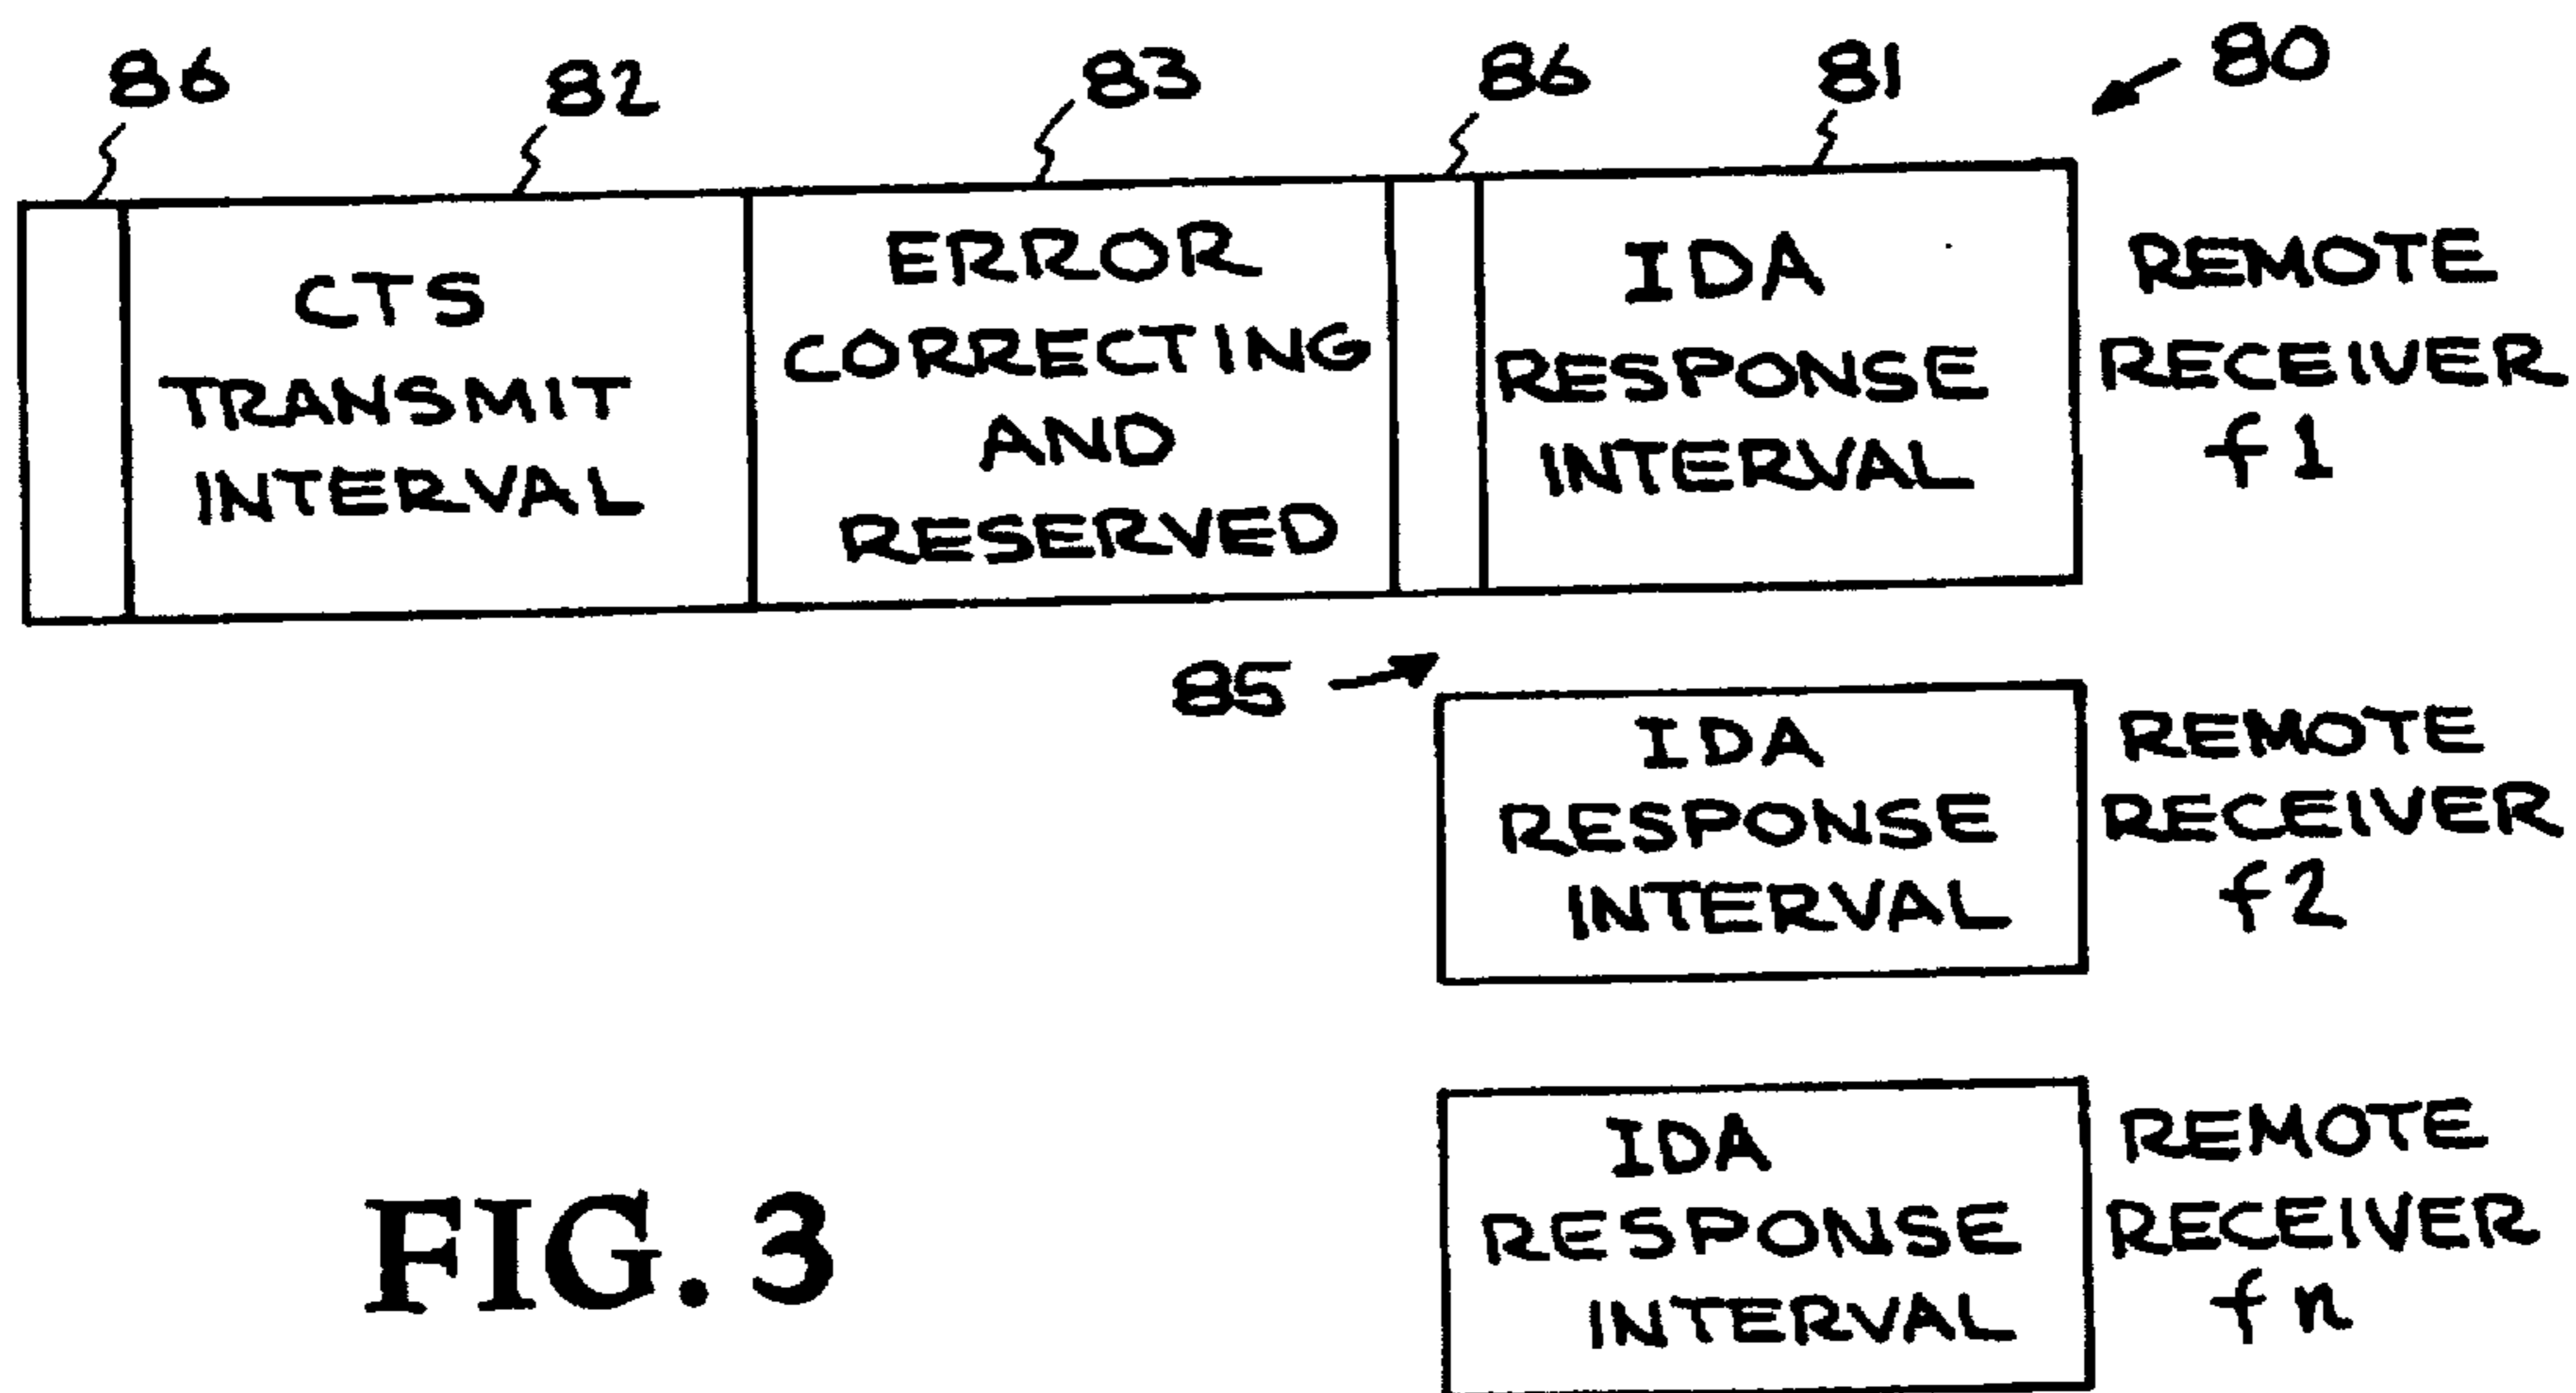 86 82 83 86 81 80
CTS
TRANSMIT
INTERVAL
ERROR
CORRECTING
AND
RESERVED
IDA
RESPONSE
INTERVAL
REMOTE
RECEIVER
f1
85
IDA
RESPONSE
INTERVAL
REMOTE
RECEIVER
f2
IDA
RESPONSE
INTERVAL
REMOTE
RECEIVER
fn
FIG. 3